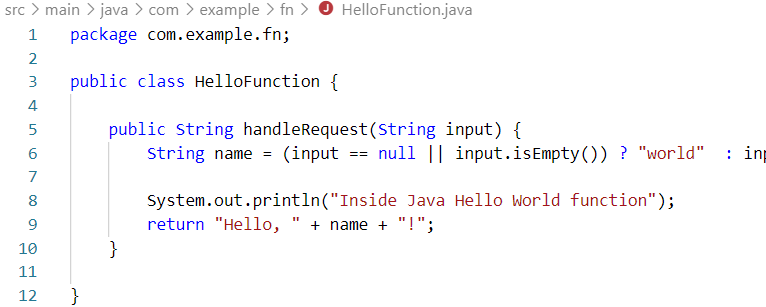 src > main > java > com > example > fn > J HelloFunction.java
1 package com.example.fn;
2
3 public class HelloFunction {
4
5     public String handleRequest(String input) {
6         String name = (input == null || input.isEmpty()) ? "world"  : inp
7
8         System.out.println("Inside Java Hello World function");
9         return "Hello, " + name + "!";
10     }
11
12 }